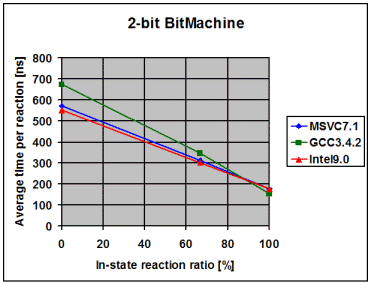 2-bit BitMachine
Average time per reaction [ns]
800
700
600
500
400
300
200
100
0
0 20 40 60 80 100
In-state reaction ratio [%]
MSVC7.1
GCC3.4.2
Intel9.0